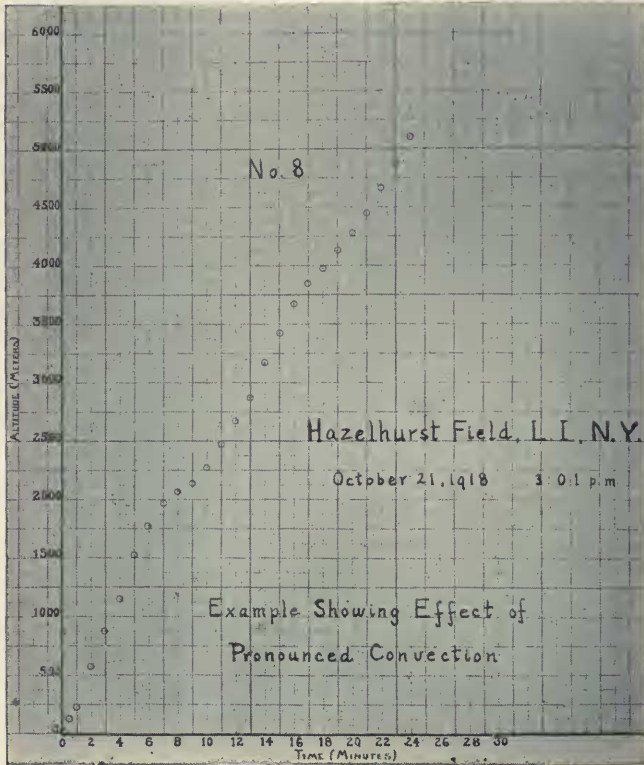 6000
5500
5000
No. 8
4500
4000
3500
3000
ALTITUDE (METERS)
2500
Hazelhurst Field, L. I., N. Y.
October 21, 1918 3:01 p.m
2000
1500
1000
Example Showing Effect of
Pronounced Convection
500
0
0 2 4 6 8 10 12 14 16 18 20 22 24 26 28 30
TIME (MINUTES)